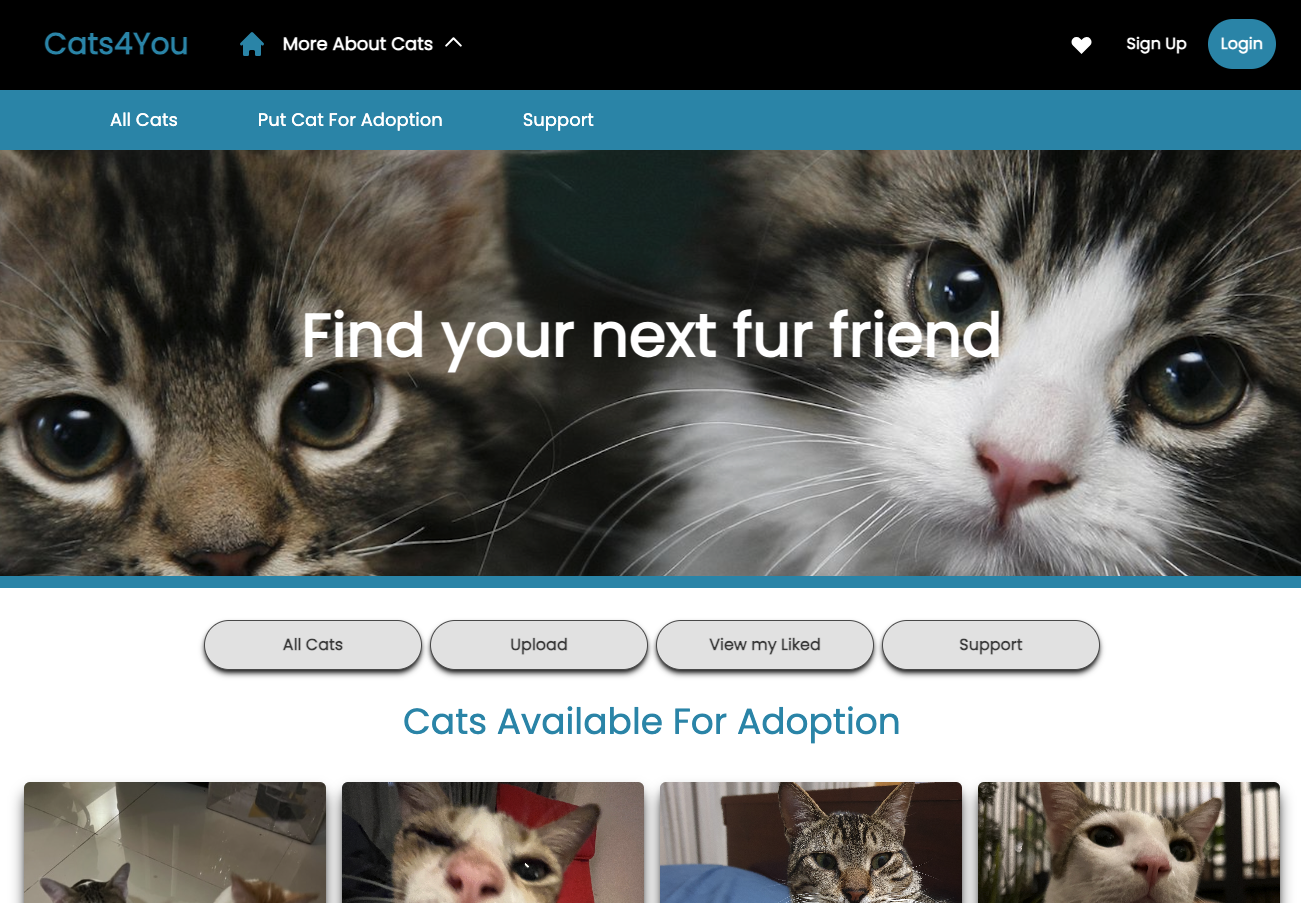 Cats4You
More About Cats
Sign Up
Login
All Cats
Put Cat For Adoption
Support
Find your next fur friend
All Cats
Upload
View my Liked
Support
Cats Available For Adoption